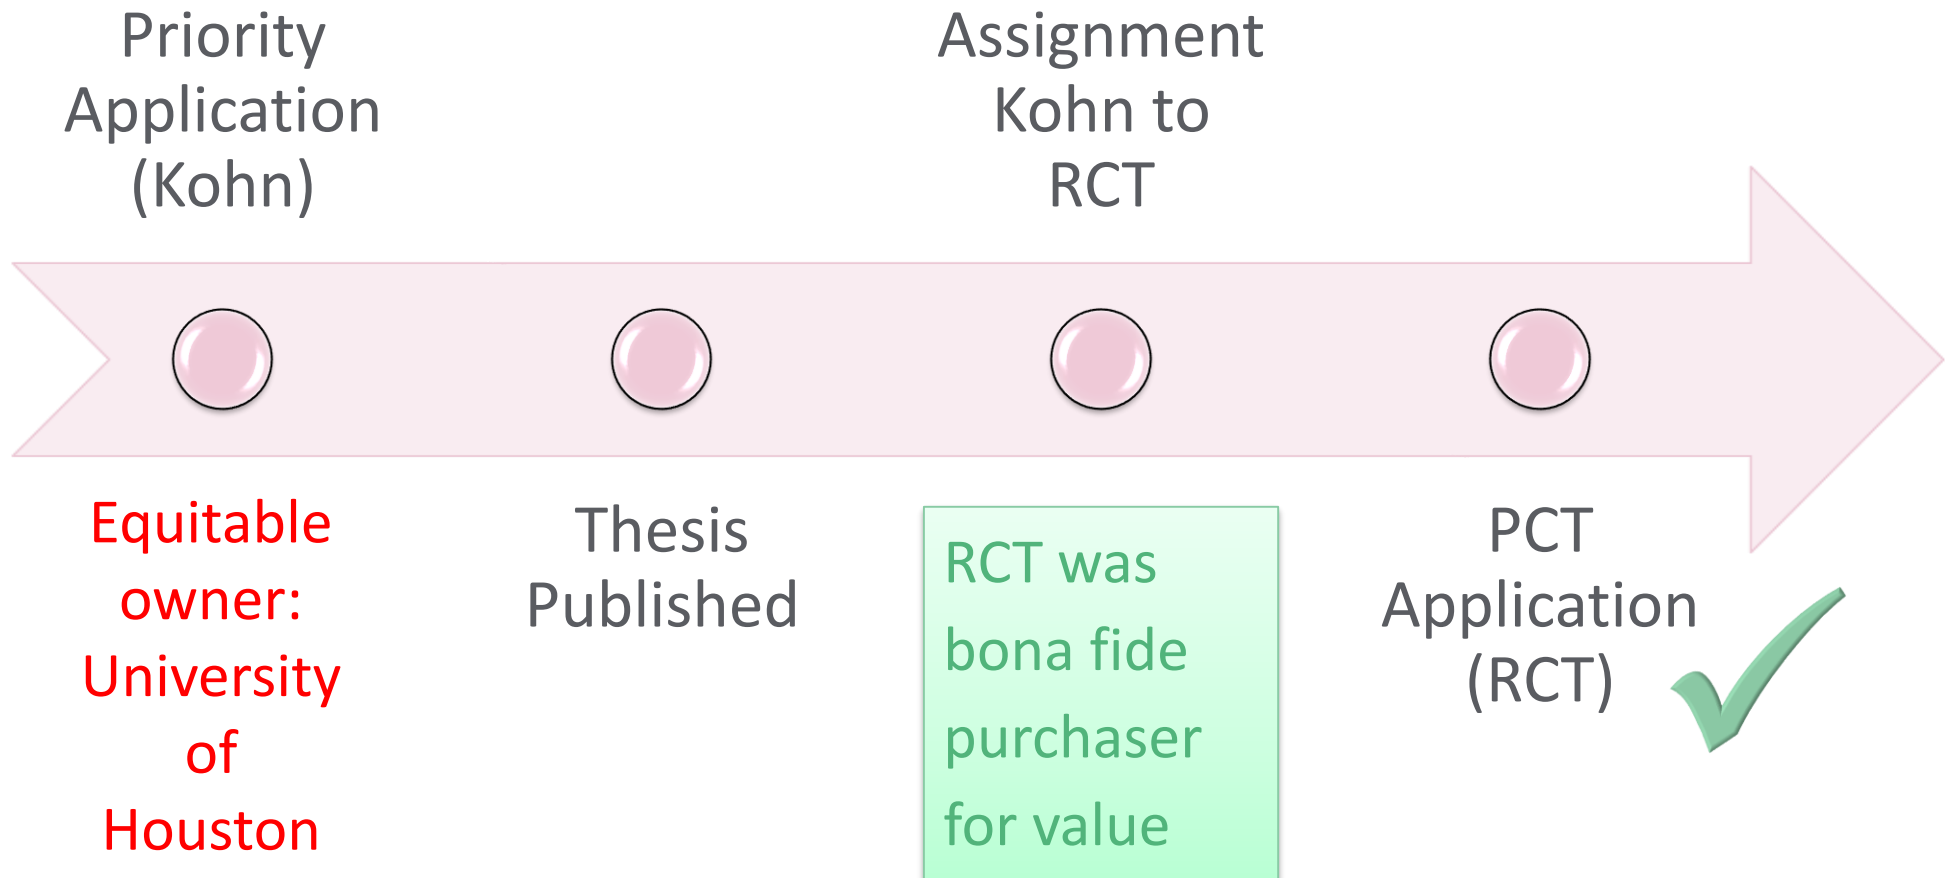 Priority
Application
(Kohn)
Assignment
Kohn to
RCT
Equitable
owner:
University
of
Houston
Thesis
Published
RCT was
bona fide
purchaser
for value
PCT
Application
(RCT)